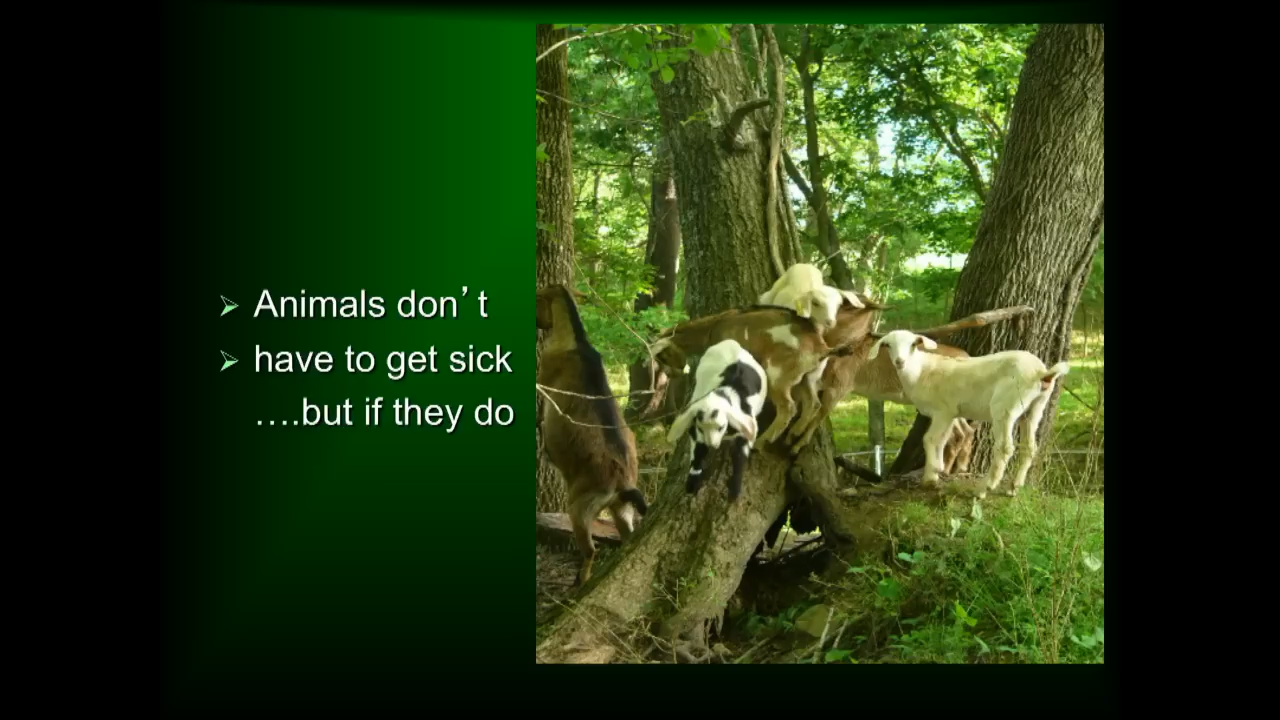 Animals don’t
have to get sick
….but if they do